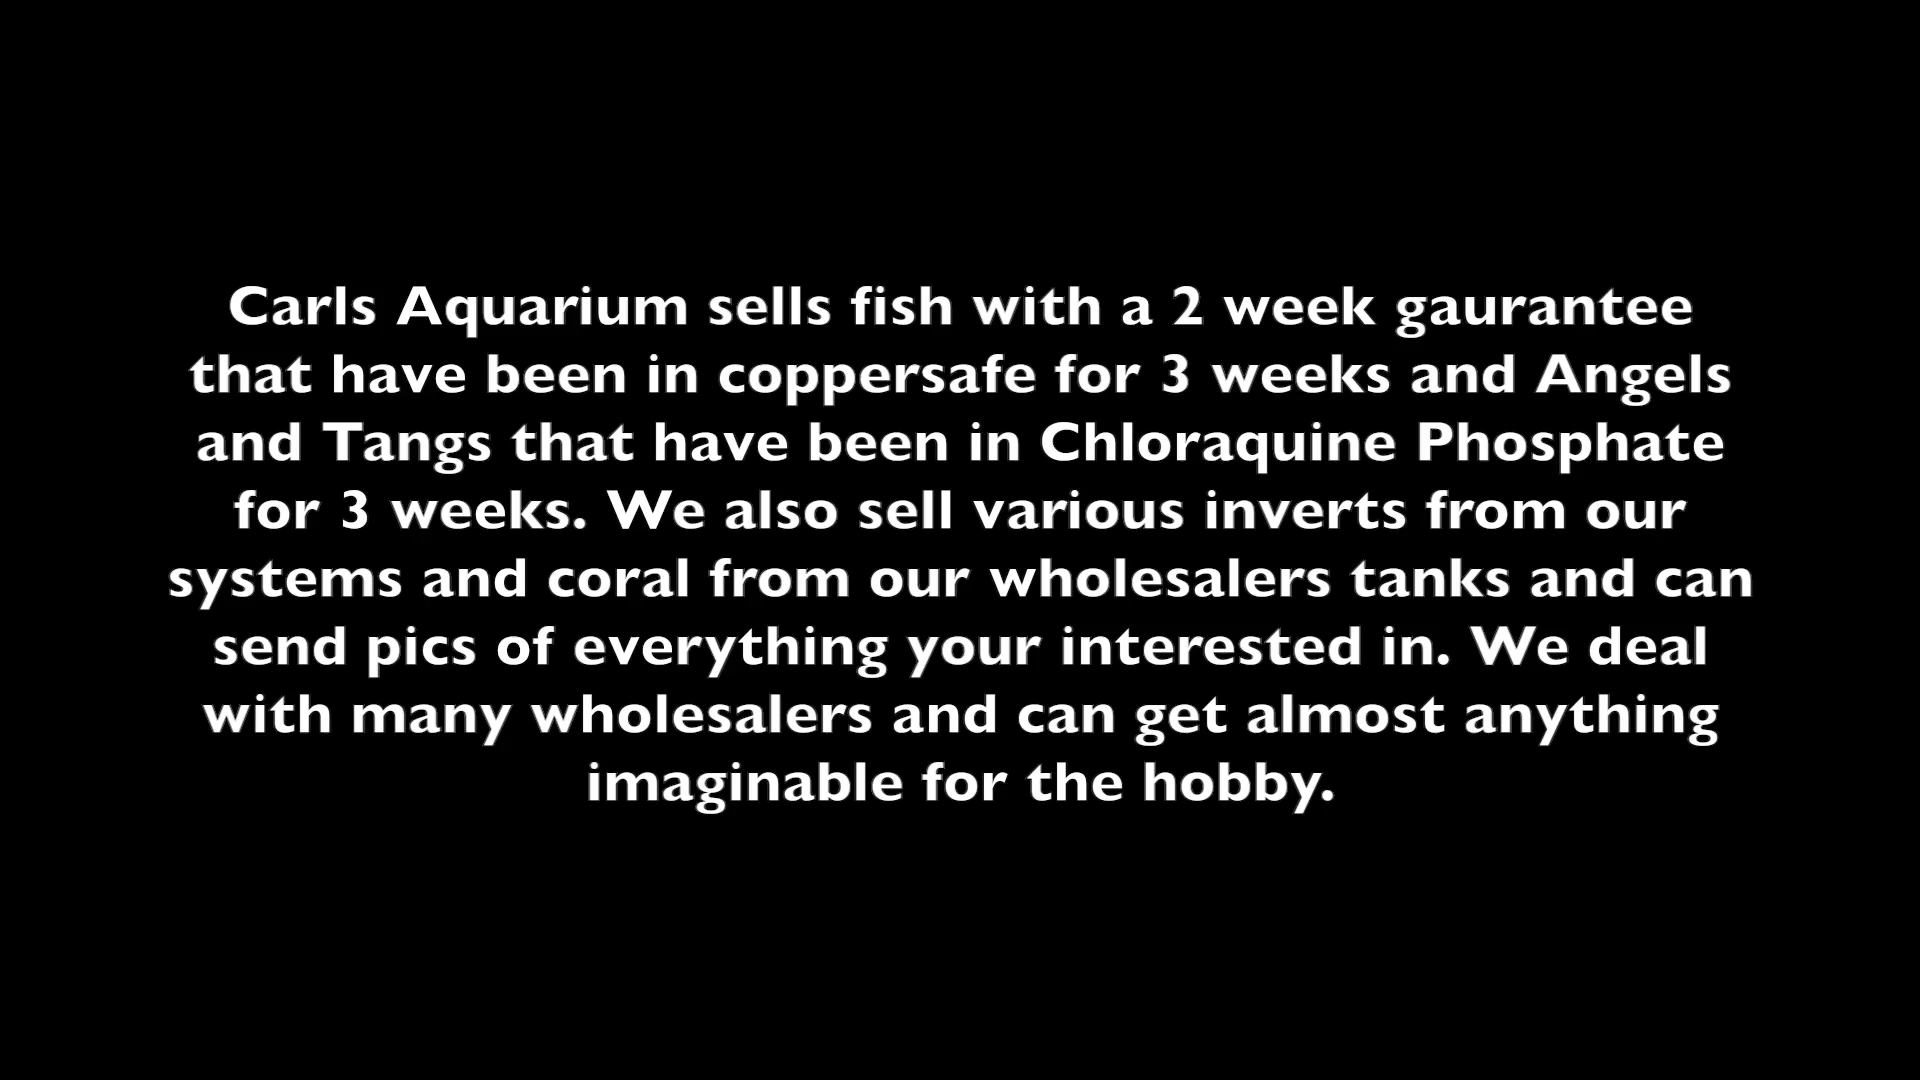 Carls Aquarium sells fish with a 2 week gaurantee
that have been in coppersafe for 3 weeks and Angels
and Tangs that have been in Chloraquine Phosphate
for 3 weeks. We also sell various inverts from our
systems and coral from our wholesalers tanks and can
send pics of everything your interested in. We deal
with many wholesalers and can get almost anything
imaginable for the hobby.